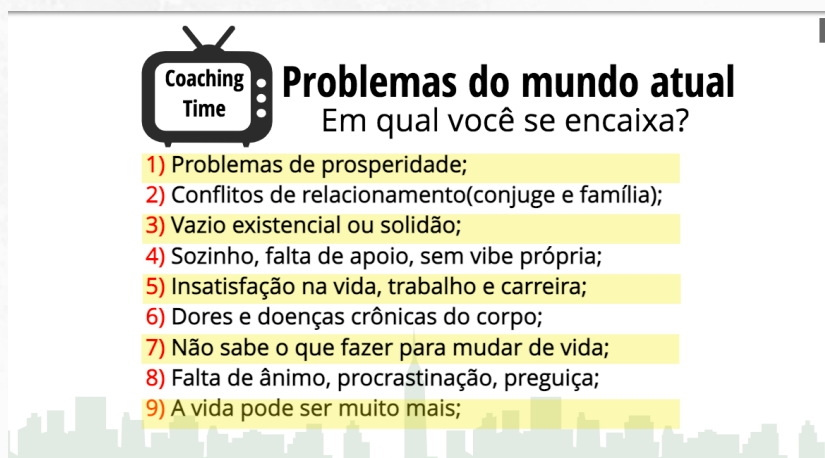 Coaching
Time
Problemas do mundo atual
Em qual você se encaixa?
1) Problemas de prosperidade;
2) Conflitos de relacionamento(conjuge e família);
3) Vazio existencial ou solidão;
4) Sozinho, falta de apoio, sem vibe própria;
5) Insatisfação na vida, trabalho e carreira;
6) Dores e doenças crônicas do corpo;
7) Não sabe o que fazer para mudar de vida;
8) Falta de ânimo, procrastinação, preguiça;
9) A vida pode ser muito mais;